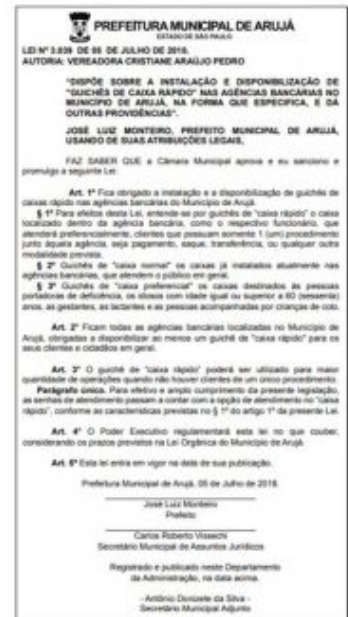 PREFEITURA MUNICIPAL DE ARUJÁ
ESTADO DE SÃO PAULO
LEI Nº 3.039 DE 05 DE JULHO DE 2018.
AUTORIA: VEREADORA CRISTIANE ARAÚJO PEDRO
"DISPÕE SOBRE A INSTALAÇÃO E DISPONIBILIZAÇÃO DE
"GUICHÊS DE CAIXA RÁPIDO" NAS AGÊNCIAS BANCÁRIAS NO
MUNICÍPIO DE ARUJÁ, NA FORMA QUE ESPECIFICA, E DÁ
OUTRAS PROVIDÊNCIAS".
JOSÉ LUIZ MONTEIRO, PREFEITO MUNICIPAL DE ARUJÁ,
USANDO DE SUAS ATRIBUIÇÕES LEGAIS,
FAZ SABER QUE a Câmara Municipal aprova e eu sanciono e
promulgo a seguinte Lei:
Art. 1º Fica obrigado a instalação e a disponibilização de guichês de
caixas rápido nas agências bancárias do Município de Arujá.
§ 1º Para efeitos desta Lei, entende-se por guichês de "caixa rápido" o caixa
localizado dentro da agência bancária, como o respectivo funcionário, que
atenderá preferencialmente, clientes que possuam somente 1 (um) procedimento
junto àquela agência, seja pagamento, saque, transferência, ou qualquer outra
modalidade prevista.
§ 2º Guichês de "caixa normal" os caixas já instalados atualmente nas
agências bancárias, que atendem o público em geral.
§ 3º Guichês de "caixa preferencial" os caixas destinados às pessoas
portadoras de deficiência, os idosos com idade igual ou superior a 60 (sessenta)
anos, as gestantes, as lactantes e as pessoas acompanhadas por crianças de colo.
Art. 2º Ficam todas as agências bancárias localizadas no Município de
Arujá, obrigadas a disponibilizar ao menos um guichê de "caixa rápido" para os
seus clientes e cidadãos em geral.
Art. 3º O guichê de "caixa rápido" poderá ser utilizado para maior
quantidade de operações quando não houver clientes de um único procedimento.
Parágrafo único. Para efetivo e amplo cumprimento da presente legislação,
as senhas de atendimento passam a contar com a opção de atendimento no "caixa
rápido", conforme as características previstas no § 1º do artigo 1º da presente Lei.
Art. 4º O Poder Executivo regulamentará esta lei no que couber,
considerando os prazos previstos na Lei Orgânica do Município de Arujá.
Art. 5º Esta lei entra em vigor na data de sua publicação.
Prefeitura Municipal de Arujá, 05 de Julho de 2018.
José Luiz Monteiro
Prefeito
Carlos Roberto Vissechi
Secretário Municipal de Assuntos Jurídicos
Registrado e publicado neste Departamento
da Administração, na data acima.
- Antônio Donizete da Silva -
Secretário Municipal Adjunto